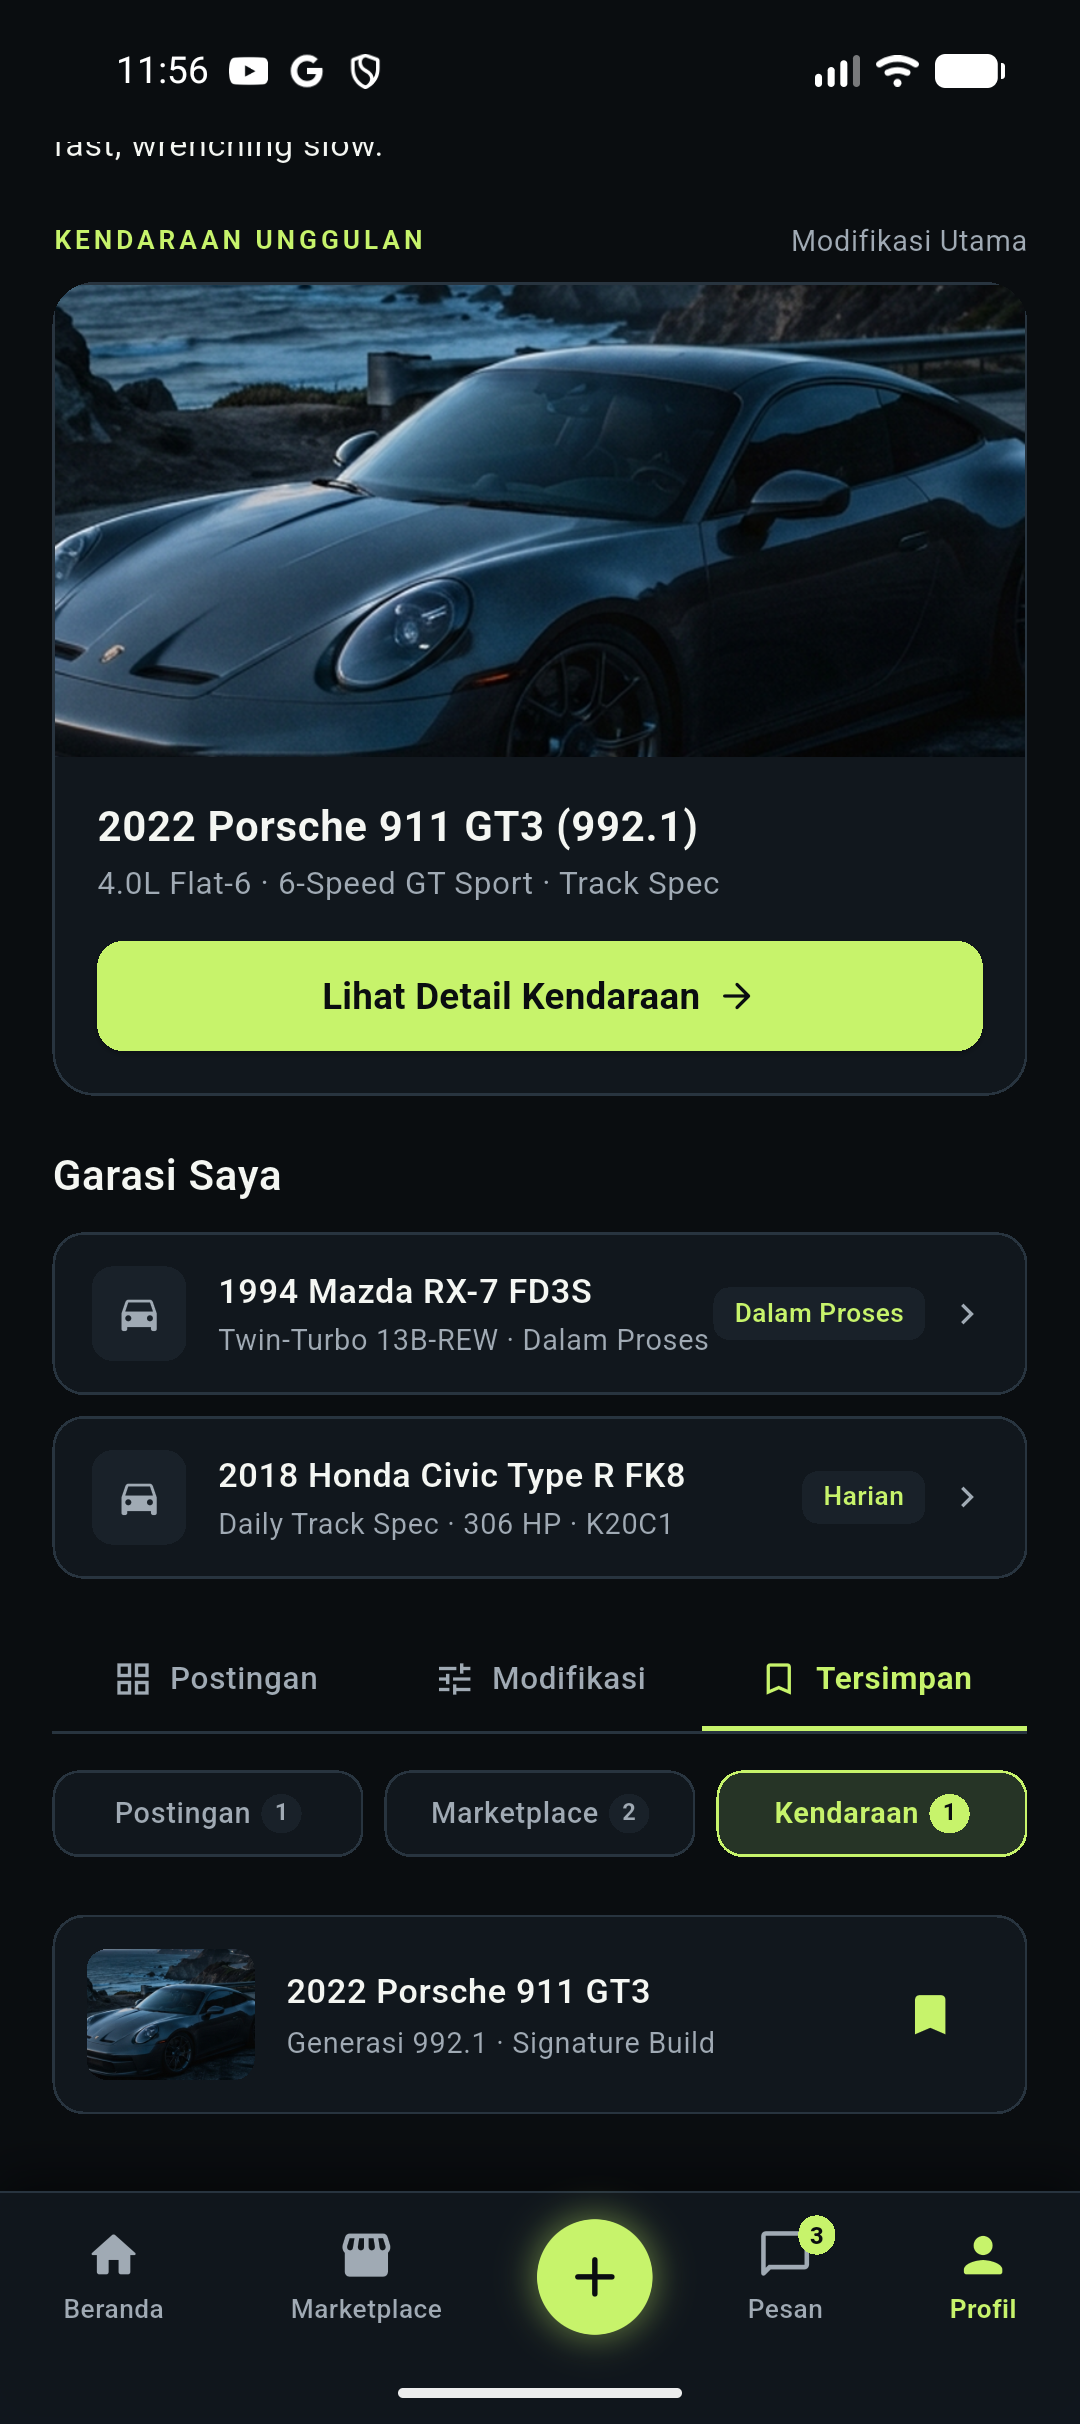 11:56
fast, wrenching slow.
KENDARAAN UNGGULAN
Modifikasi Utama
2022 Porsche 911 GT3 (992.1)
4.0L Flat-6 · 6-Speed GT Sport · Track Spec
Lihat Detail Kendaraan →
Garasi Saya
1994 Mazda RX-7 FD3S
Twin-Turbo 13B-REW · Dalam Proses
Dalam Proses
2018 Honda Civic Type R FK8
Daily Track Spec · 306 HP · K20C1
Harian
Postingan
Modifikasi
Tersimpan
Postingan 1
Marketplace 2
Kendaraan 1
2022 Porsche 911 GT3
Generasi 992.1 · Signature Build
3
Beranda
Marketplace
Pesan
Profil